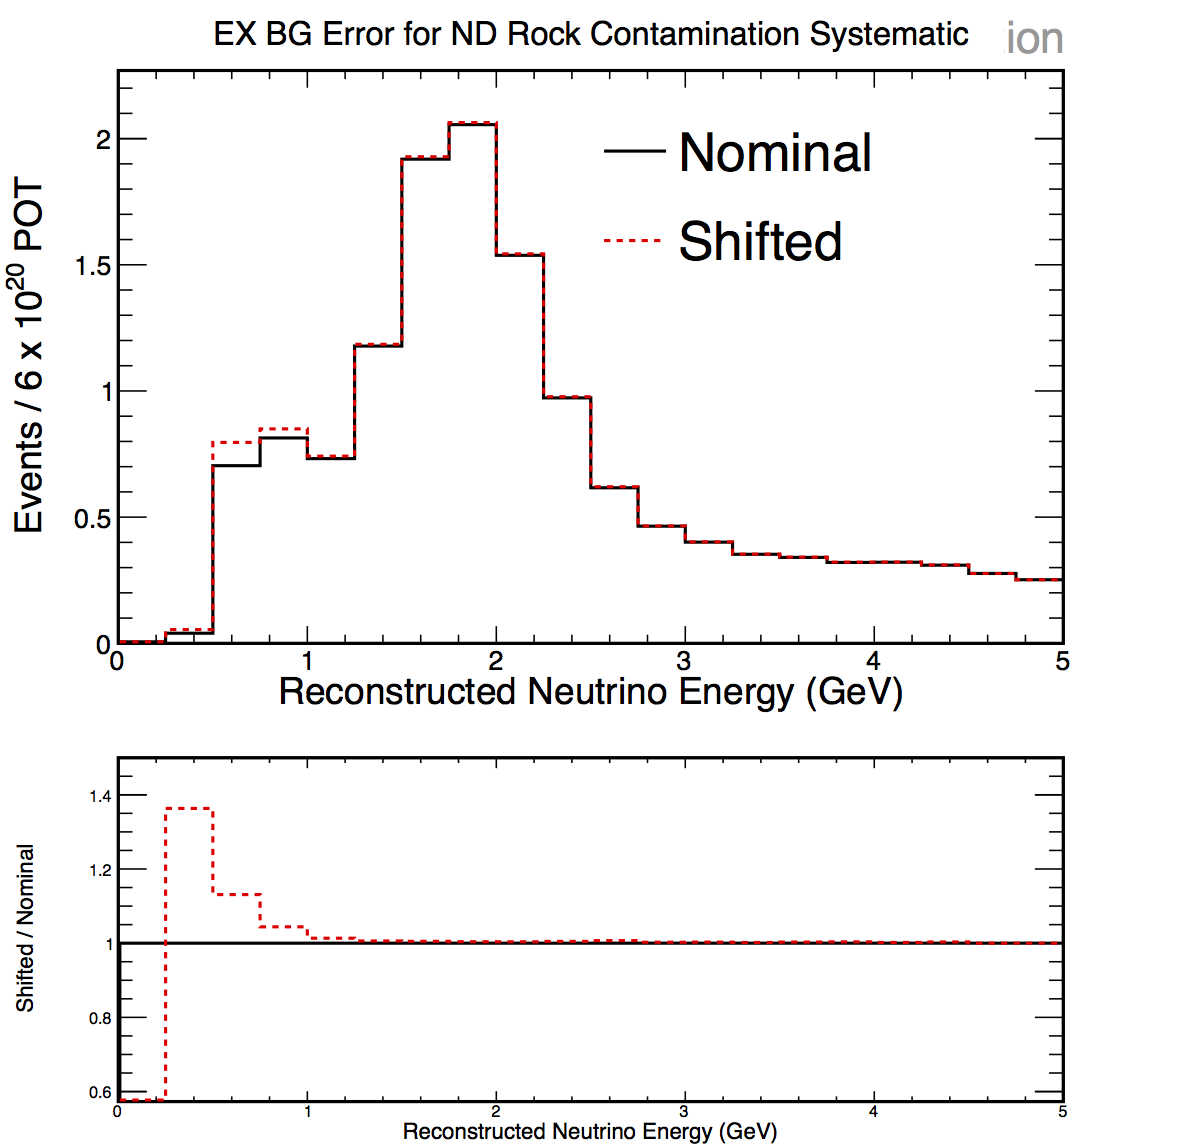 EX BG Error for ND Rock Contamination Systematic ion
2
1.5
1
0.5
0
Events / 6 x 10²⁰ POT
Nominal
Shifted
0 1 2 3 4 5
Reconstructed Neutrino Energy (GeV)
1.4
1.2
1
0.8
0.6
Shifted / Nominal
0 1 2 3 4 5
Reconstructed Neutrino Energy (GeV)